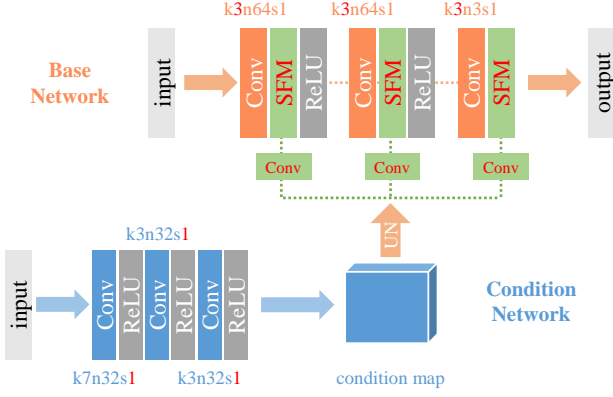 k3n64s1
k3n64s1
k3n3s1
Base
Network
input
Conv
SFM
ReLU
Conv
SFM
ReLU
Conv
SFM
output
Conv
Conv
Conv
UN
k3n32s1
input
Conv
ReLU
Conv
ReLU
Conv
ReLU
Condition
Network
k7n32s1
k3n32s1
condition map